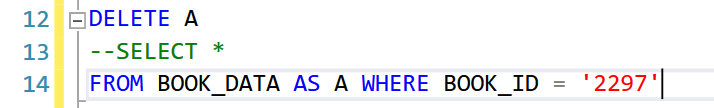 12 DELETE A
13 --SELECT *
14 FROM BOOK_DATA AS A WHERE BOOK_ID = '2297'